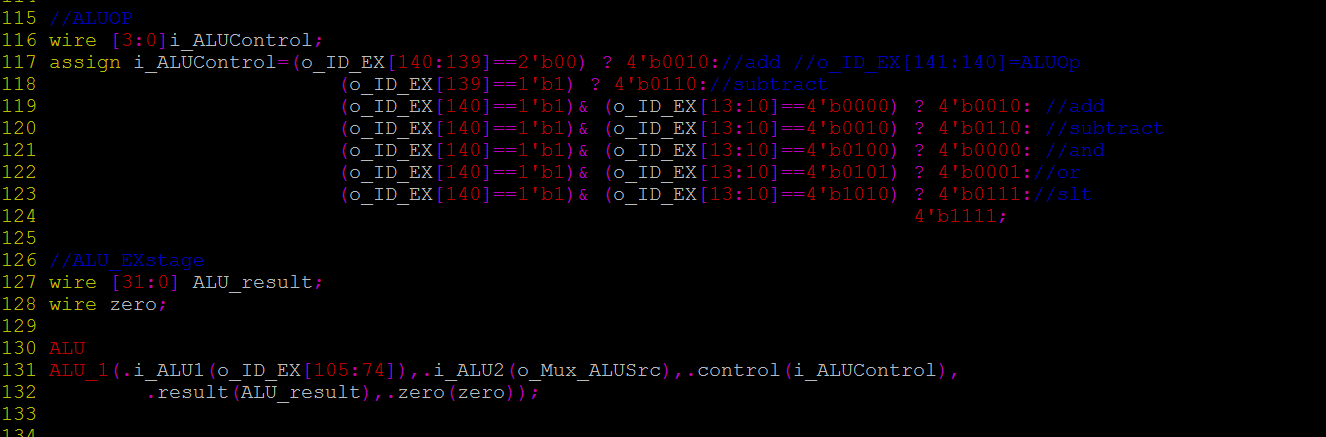 115 //ALUOP
116 wire [3:0]i_ALUControl;
117 assign i_ALUControl=(o_ID_EX[140:139]==2'b00) ? 4'b0010://add //o_ID_EX[141:140]=ALUOp
118 (o_ID_EX[139]==1'b1) ? 4'b0110://subtract
119 (o_ID_EX[140]==1'b1)& (o_ID_EX[13:10]==4'b0000) ? 4'b0010: //add
120 (o_ID_EX[140]==1'b1)& (o_ID_EX[13:10]==4'b0010) ? 4'b0110: //subtract
121 (o_ID_EX[140]==1'b1)& (o_ID_EX[13:10]==4'b0100) ? 4'b0000: //and
122 (o_ID_EX[140]==1'b1)& (o_ID_EX[13:10]==4'b0101) ? 4'b0001://or
123 (o_ID_EX[140]==1'b1)& (o_ID_EX[13:10]==4'b1010) ? 4'b0111://slt
124 4'b1111;
125
126 //ALU_EXstage
127 wire [31:0] ALU_result;
128 wire zero;
129
130 ALU
131 ALU_1(.i_ALU1(o_ID_EX[105:74]),.i_ALU2(o_Mux_ALUSrc),.control(i_ALUControl),
132 .result(ALU_result),.zero(zero));
133